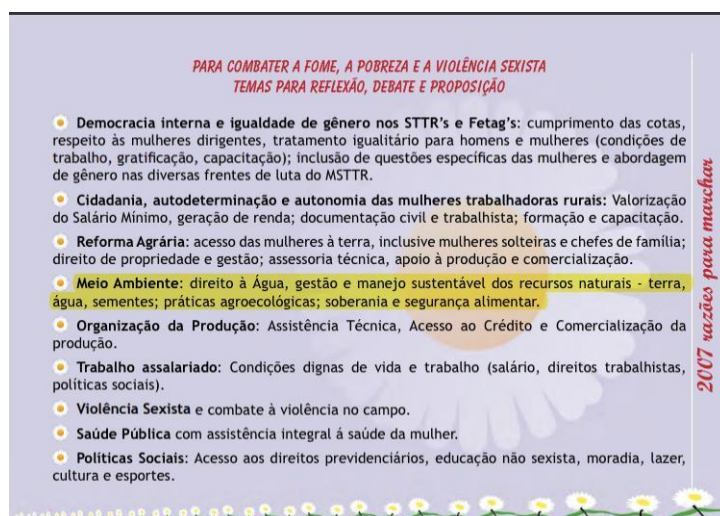 PARA COMBATER A FOME, A POBREZA E A VIOLÊNCIA SEXISTA
TEMAS PARA REFLEXÃO, DEBATE E PROPOSIÇÃO
Democracia interna e igualdade de gênero nos STTR's e Fetag's: cumprimento das cotas,
respeito às mulheres dirigentes, tratamento igualitário para homens e mulheres (condições de
trabalho, gratificação, capacitação); inclusão de questões específicas das mulheres e abordagem
de gênero nas diversas frentes de luta do MSTTR.
Cidadania, autodeterminação e autonomia das mulheres trabalhadoras rurais: Valorização
do Salário Mínimo, geração de renda; documentação civil e trabalhista; formação e capacitação.
Reforma Agrária: acesso das mulheres à terra, inclusive mulheres solteiras e chefes de família;
direito de propriedade e gestão; assessoria técnica, apoio à produção e comercialização.
Meio Ambiente: direito à Água, gestão e manejo sustentável dos recursos naturais - terra,
água, sementes; práticas agroecológicas; soberania e segurança alimentar.
Organização da Produção: Assistência Técnica, Acesso ao Crédito e Comercialização da
produção.
Trabalho assalariado: Condições dignas de vida e trabalho (salário, direitos trabalhistas,
políticas sociais).
Violência Sexista e combate à violência no campo.
Saúde Pública com assistência integral á saúde da mulher.
Políticas Sociais: Acesso aos direitos previdenciários, educação não sexista, moradia, lazer,
cultura e esportes.
2007 razões para marchar